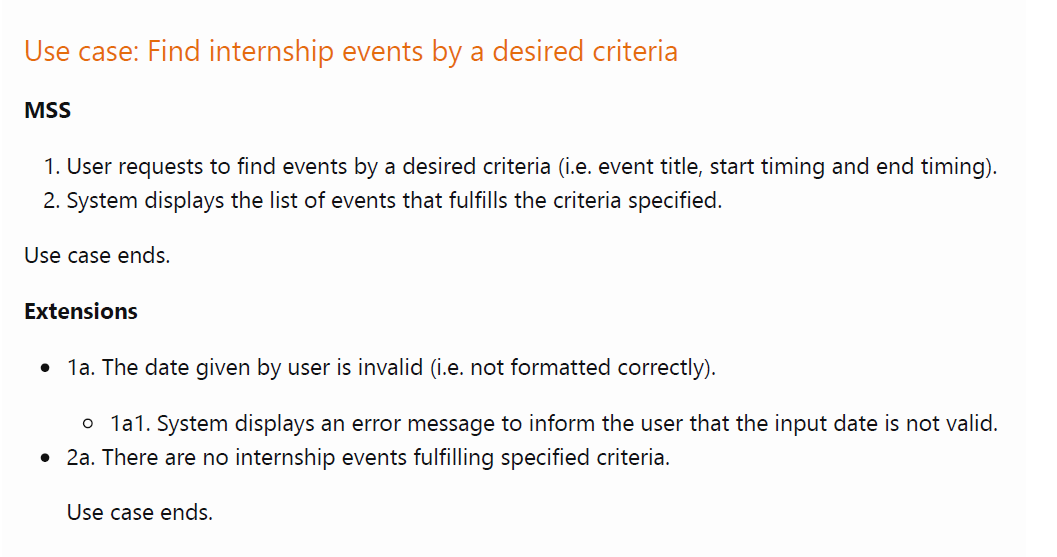 Use case: Find internship events by a desired criteria
MSS
1. User requests to find events by a desired criteria (i.e. event title, start timing and end timing).
2. System displays the list of events that fulfills the criteria specified.
Use case ends.
Extensions
• 1a. The date given by user is invalid (i.e. not formatted correctly).
◦ 1a1. System displays an error message to inform the user that the input date is not valid.
• 2a. There are no internship events fulfilling specified criteria.
Use case ends.